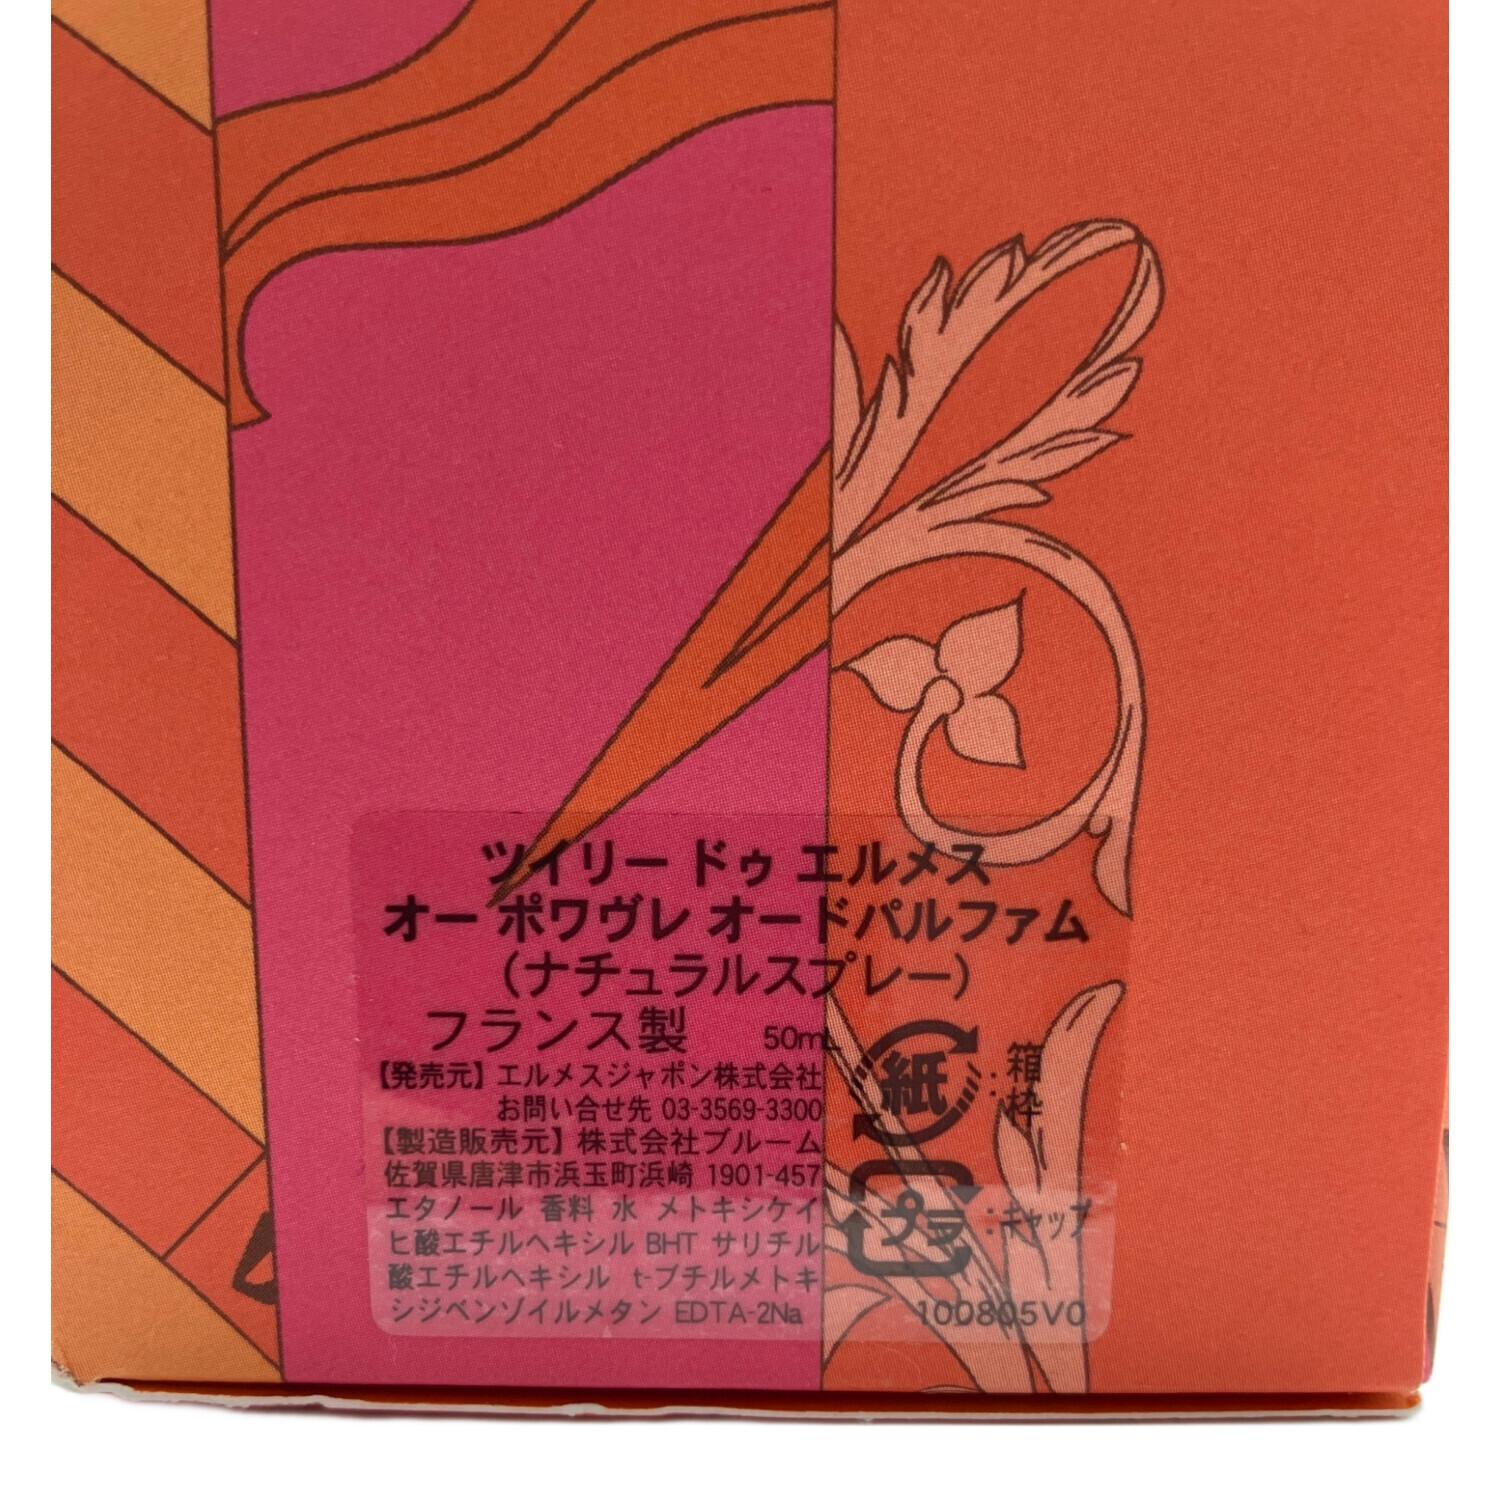 ツイリー ドゥ エルメス
オー ポワヴレ オードパルファム
(ナチュラルスプレー)
フランス製 50mL
【発売元】エルメスジャポン株式会社
お問い合せ先 03-3569-3300
【製造販売元】株式会社ブルーム
佐賀県唐津市浜玉町浜崎 1901-457
エタノール 香料 水 メトキシケイ
ヒ酸エチルヘキシル BHT サリチル
酸エチルヘキシル t-ブチルメトキ
シジベンゾイルメタン EDTA-2Na
紙:箱 枠
プラ:キャップ
100805V0